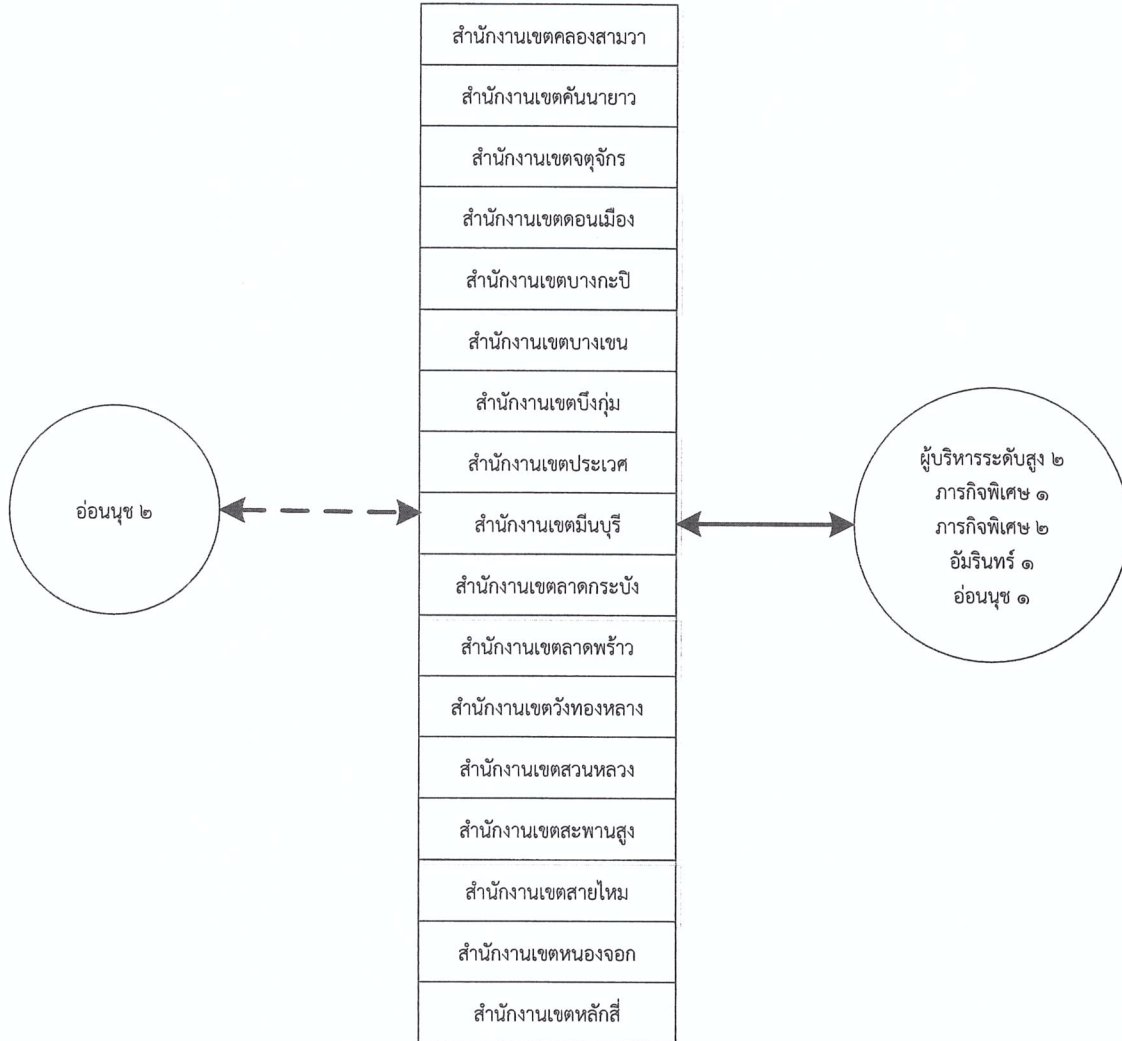 สำนักงานเขตคลองสามวา
สำนักงานเขตคันนายาว
สำนักงานเขตจตุจักร
สำนักงานเขตดอนเมือง
สำนักงานเขตบางกะปิ
สำนักงานเขตบางเขน
สำนักงานเขตบึงกุ่ม
สำนักงานเขตประเวศ
สำนักงานเขตมีนบุรี
สำนักงานเขตลาดกระบัง
สำนักงานเขตลาดพร้าว
สำนักงานเขตวังทองหลาง
สำนักงานเขตสวนหลวง
สำนักงานเขตสะพานสูง
สำนักงานเขตสายไหม
สำนักงานเขตหนองจอก
สำนักงานเขตหลักสี่
อ่อนนุช ๒
ผู้บริหารระดับสูง ๒
ภารกิจพิเศษ ๑
ภารกิจพิเศษ ๒
อัมรินทร์ ๑
อ่อนนุช ๑